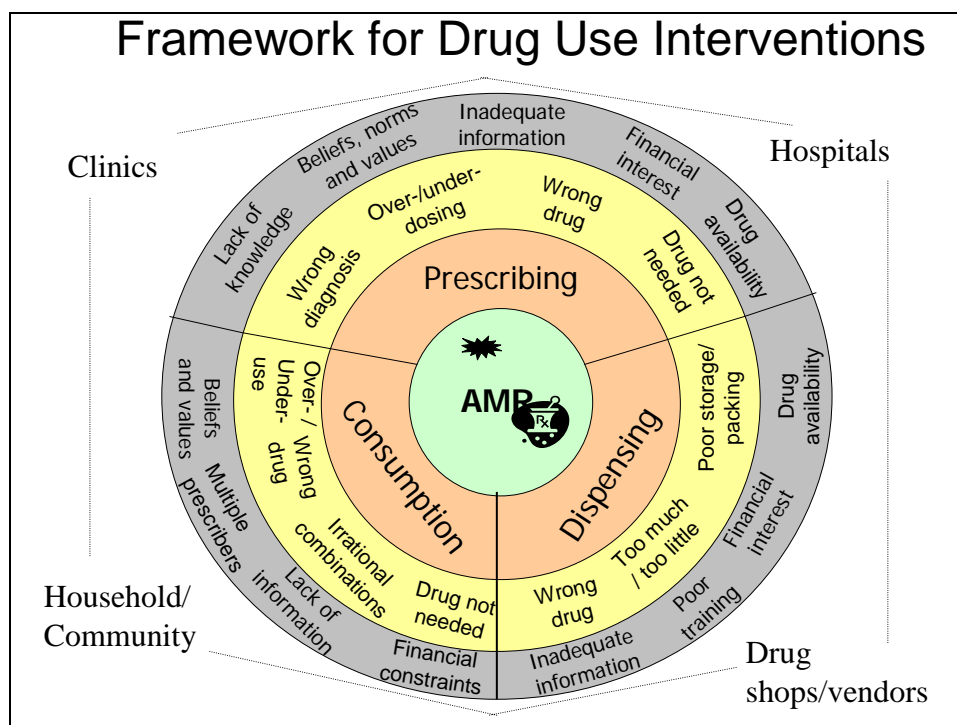 Framework for Drug Use Interventions
Clinics
Hospitals
Household/
Community
Drug
shops/vendors
Lack of
knowledge
Beliefs, norms
and values
Inadequate
information
Financial
interest
Drug
availability
Wrong
diagnosis
Over-/under-
dosing
Wrong
drug
Drug not
needed
Prescribing
AMR
Rx
Dispensing
Poor storage/
packing
Too much
/ too little
Wrong
drug
Drug
availability
Financial
interest
Poor
training
Inadequate
information
Consumption
Over- /
Under-
use
Wrong
drug
Irrational
combinations
Drug not
needed
Beliefs
and values
Multiple
prescribers
Lack of
information
Financial
constraints